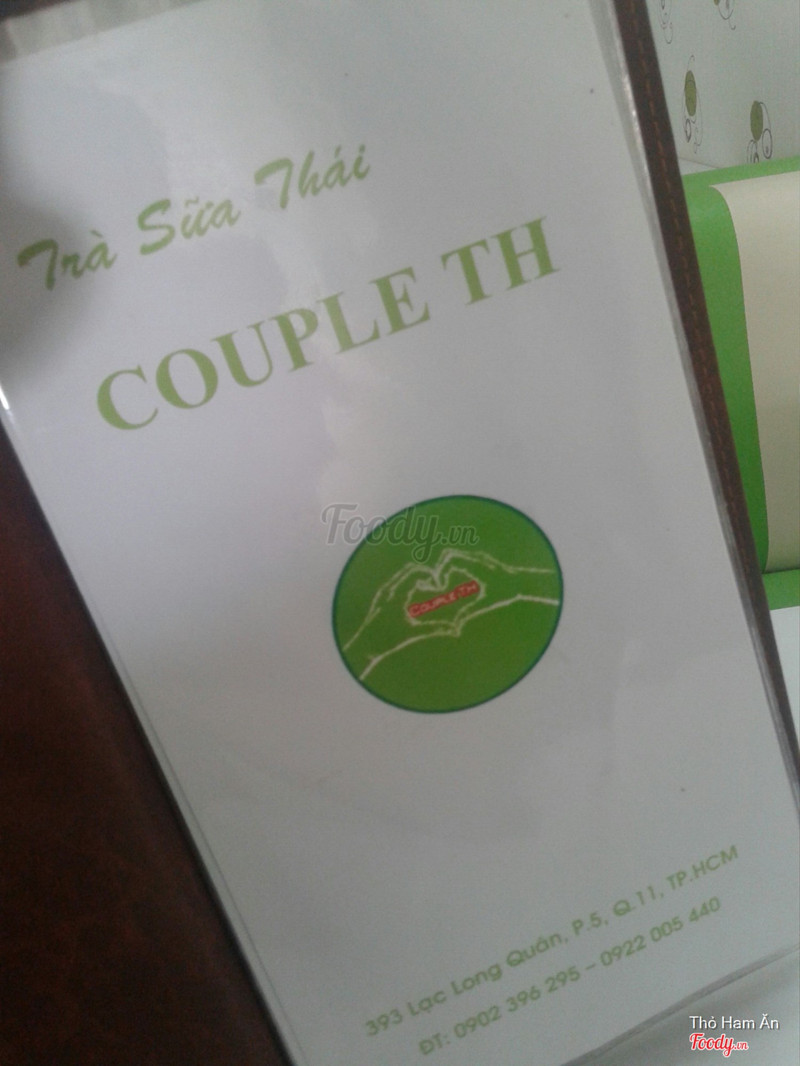 Trà Sữa Thái
COUPLE TH
Foody.vn
COUPLE-TH
393 Lạc Long Quân, P.5, Q.11, TP.HCM
ĐT: 0902 396 295 - 0922 005 440
Thỏ Ham Ăn
Foody.vn